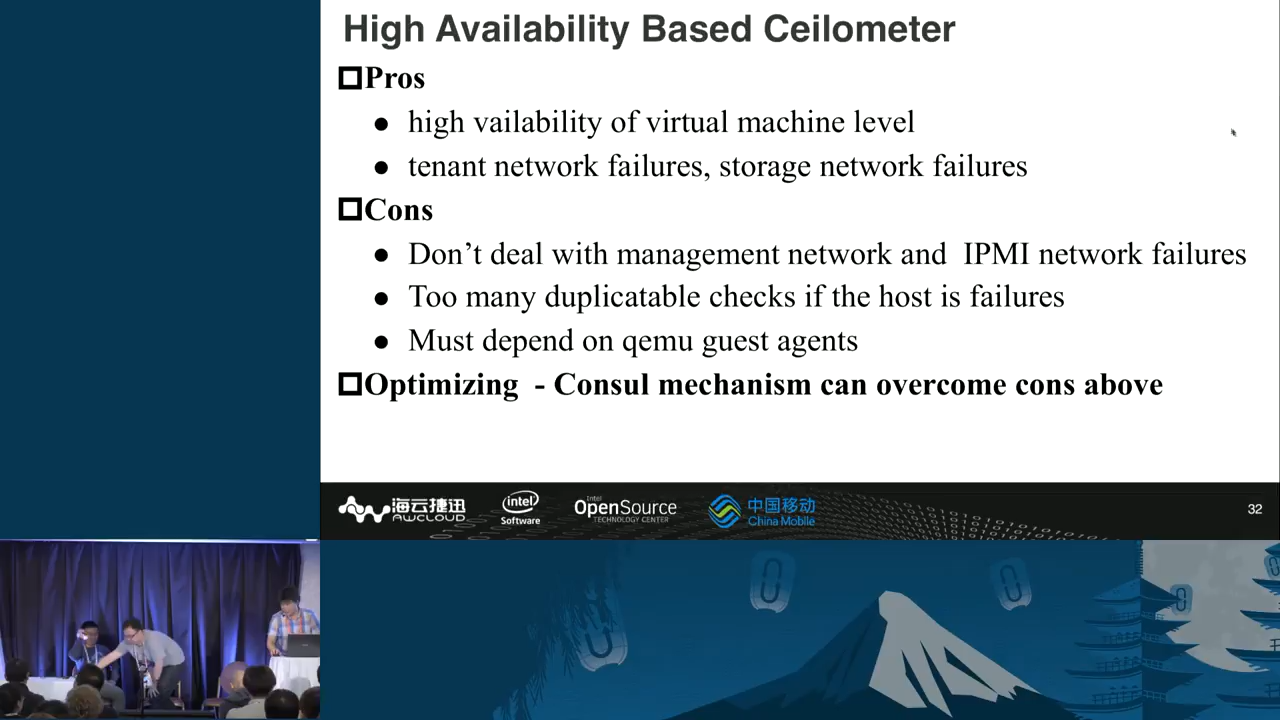 High Availability Based Ceilometer
Pros
● high vailability of virtual machine level
● tenant network failures, storage network failures
Cons
● Don’t deal with management network and IPMI network failures
● Too many duplicatable checks if the host is failures
● Must depend on qemu guest agents
Optimizing - Consul mechanism can overcome cons above
海云捷迅
AWCLOUD
intel
Software
Intel
OpenSource
TECHNOLOGY CENTER
中国移动
China Mobile
32